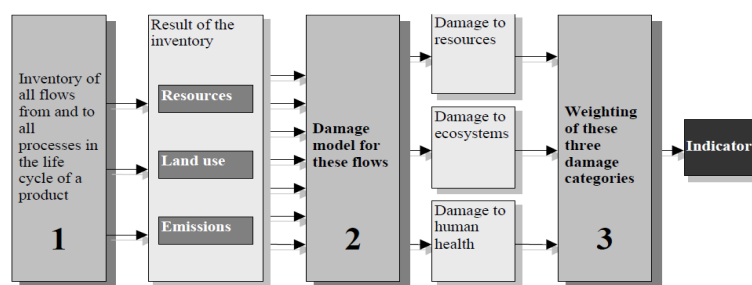 Inventory of
all flows
from and to
all
processes in
the life
cycle of a
product
1
Result of the
inventory
Resources
Land use
Emissions
Damage
model for
these flows
2
Damage to
resources
Damage to
ecosystems
Damage to
human
health
Weighting
of these
three
damage
categories
3
Indicator